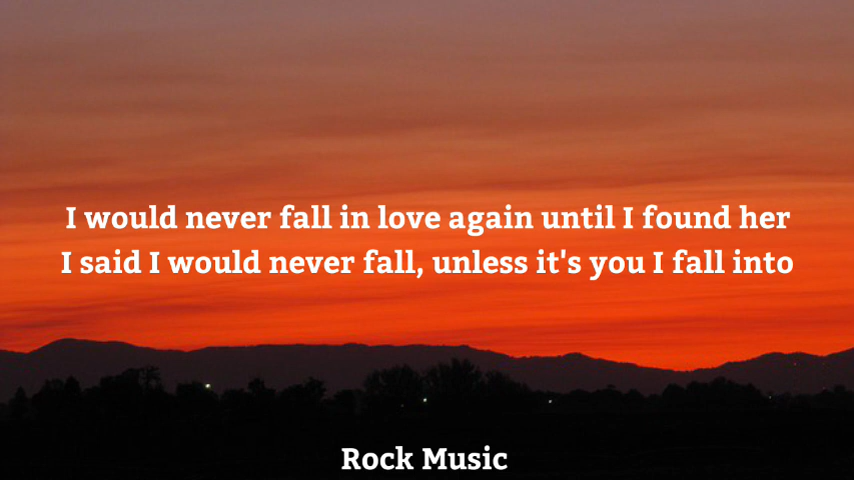 I would never fall in love again until I found her
I said I would never fall, unless it's you I fall into
Rock Music